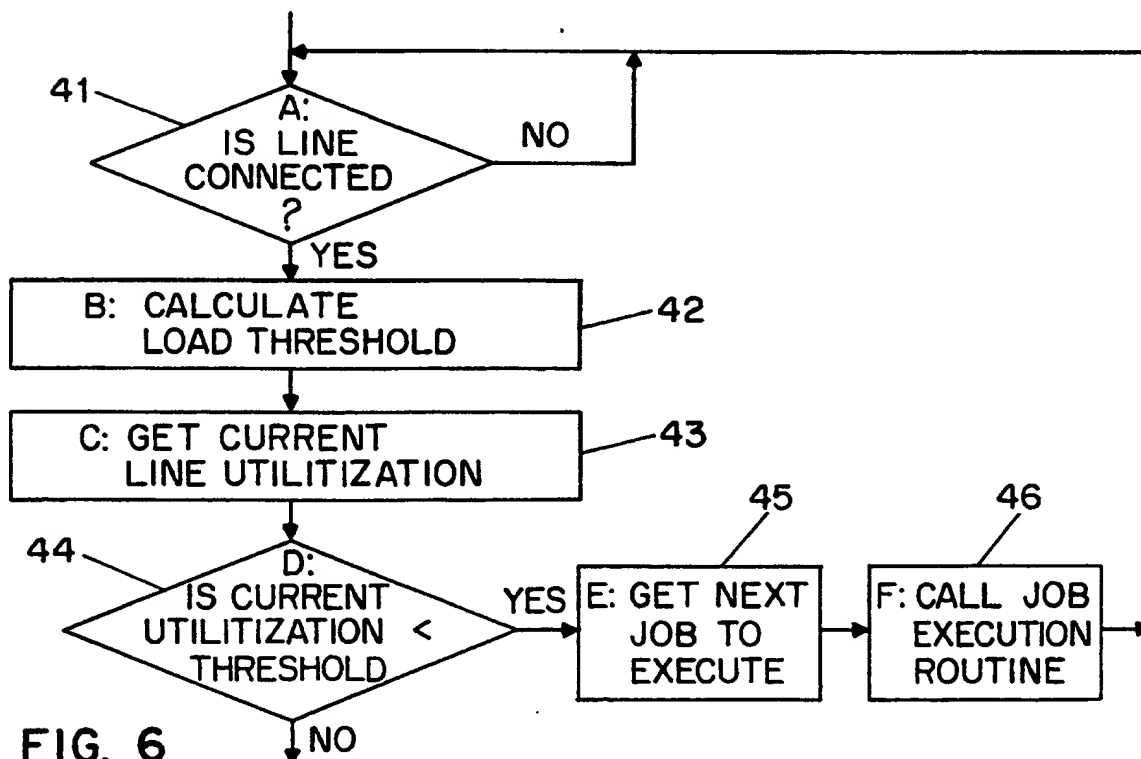 41
A:
IS LINE
CONNECTED
?
NO
YES
B: CALCULATE
LOAD THRESHOLD
42
C: GET CURRENT
LINE UTILITIZATION
43
44
D:
IS CURRENT
UTILITIZATION <
THRESHOLD
YES
45
E: GET NEXT
JOB TO
EXECUTE
46
F: CALL JOB
EXECUTION
ROUTINE
NO
FIG. 6